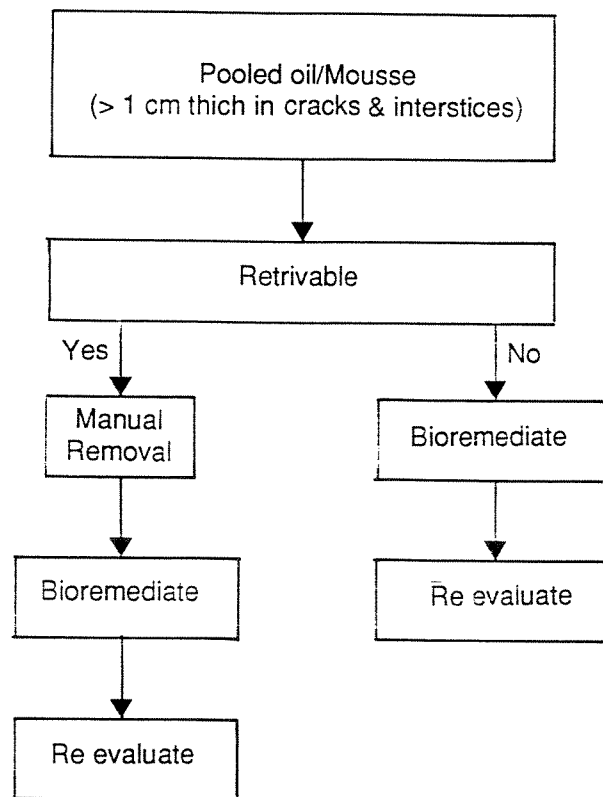 Pooled oil/Mousse
(> 1 cm thich in cracks & interstices)
Retrivable
Yes
No
Manual
Removal
Bioremediate
Bioremediate
Re evaluate
Re evaluate